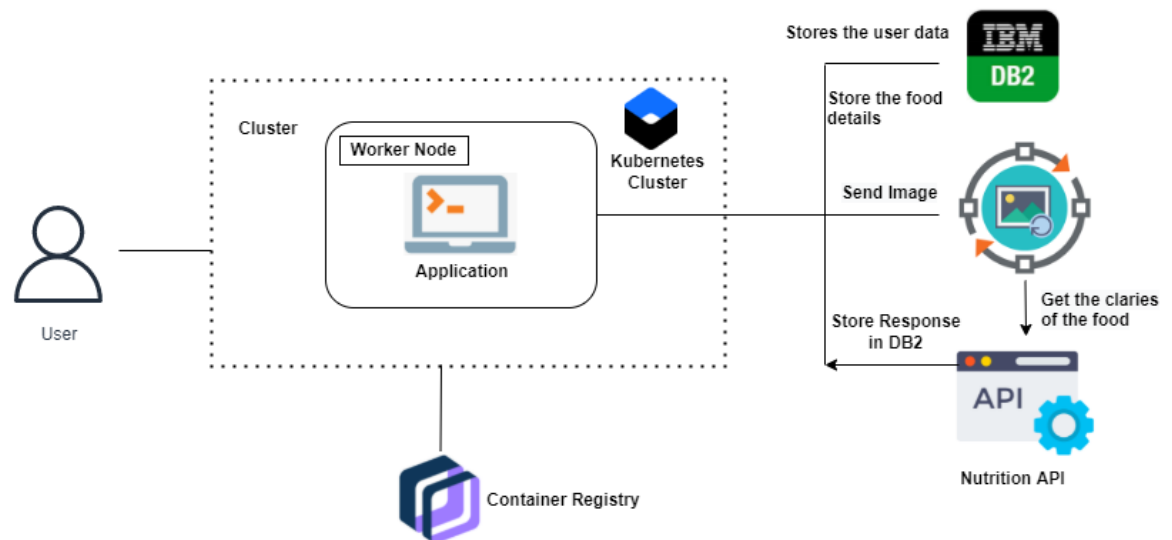 Stores the user data
IBM
DB2
Store the food
details
Cluster
Worker Node
Kubernetes
Cluster
Send Image
Application
User
Get the claries
of the food
Store Response
in DB2
API
Nutrition API
Container Registry